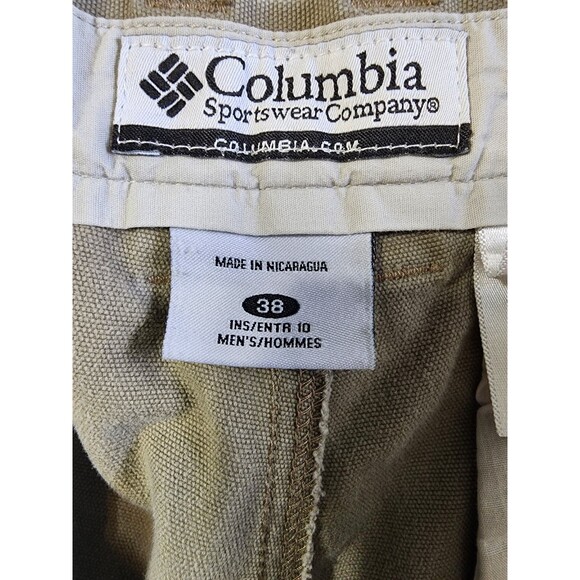 Columbia
Sportswear Company®
COLUMBIA.COM
MADE IN NICARAGUA
38
INS/ENTR 10
MEN'S/HOMMES